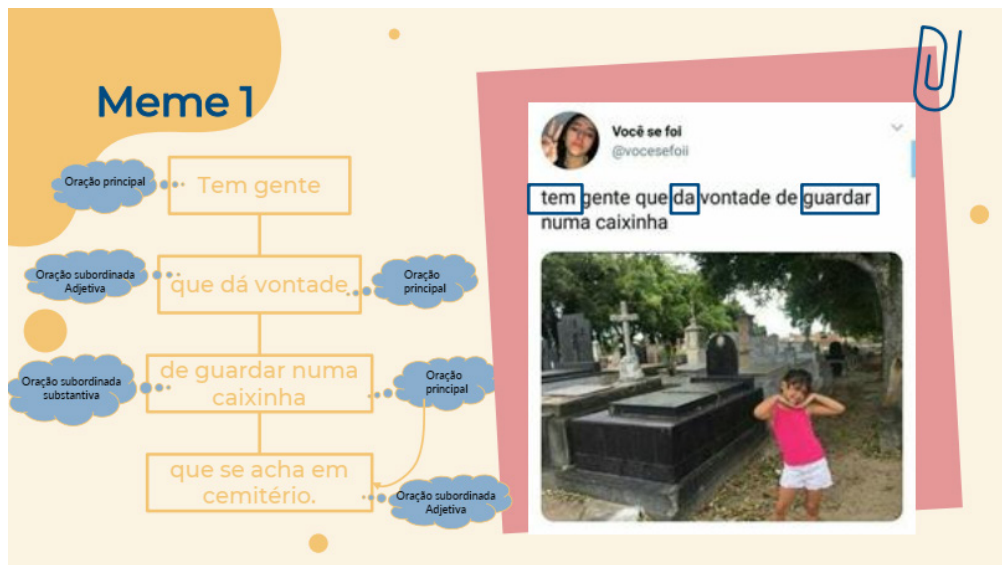 Meme 1
Oração principal
Tem gente
Oração subordinada
Adjetiva
que dá vontade
Oração
principal
Oração subordinada
substantiva
de guardar numa
caixinha
Oração
principal
que se acha em
cemitério.
Oração subordinada
Adjetiva
Você se foi
@vocesefoii
tem gente que da vontade de guardar
numa caixinha